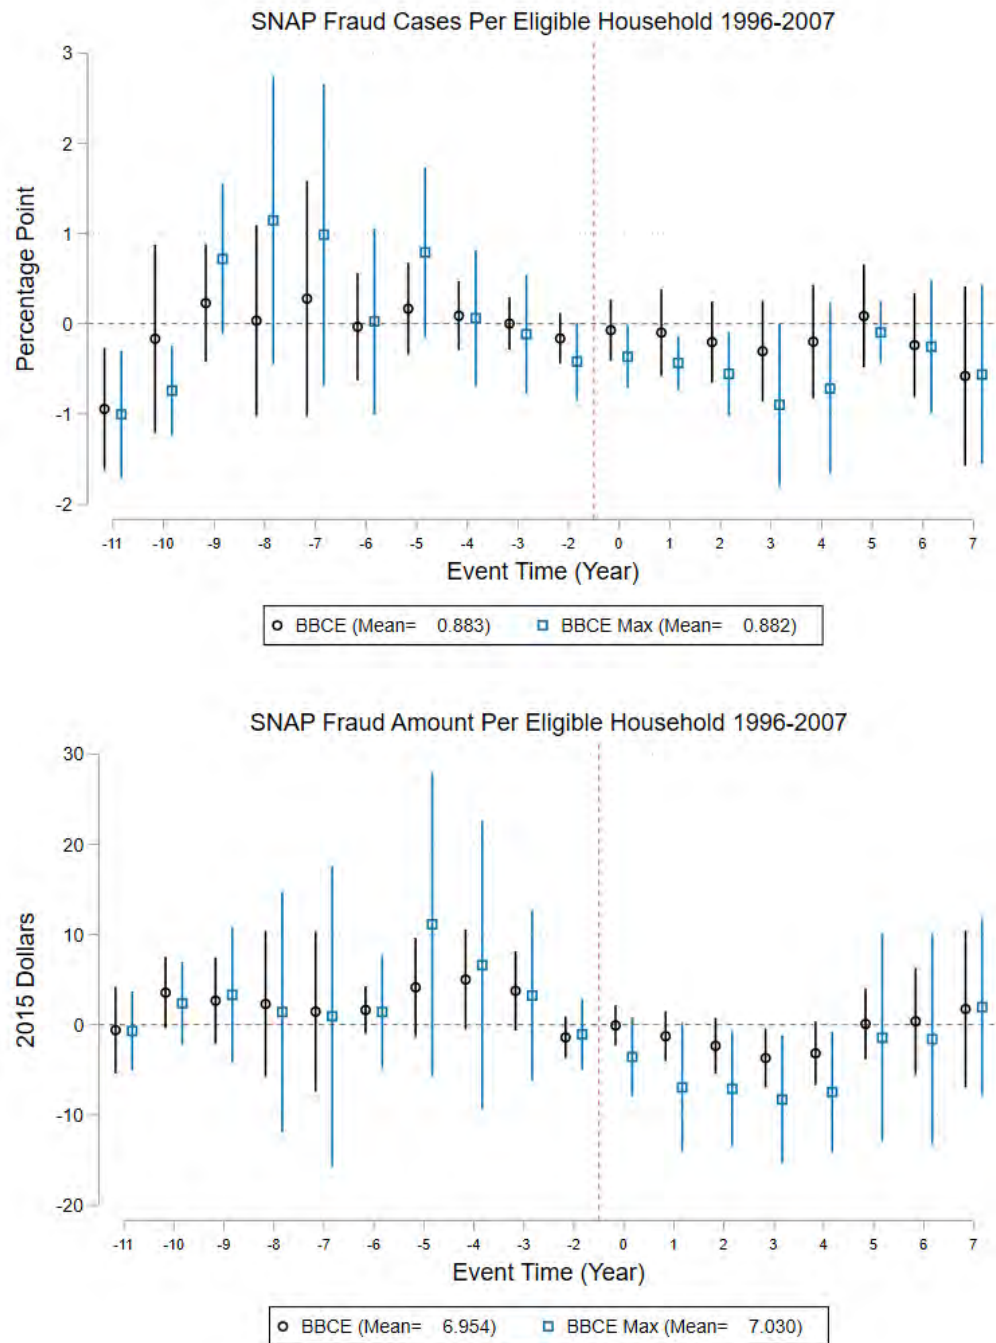 SNAP Fraud Cases Per Eligible Household 1996-2007
Percentage Point
3
2
1
0
-1
-2
-11 -10 -9 -8 -7 -6 -5 -4 -3 -2 0 1 2 3 4 5 6 7
Event Time (Year)
BBCE (Mean= 0.883) BBCE Max (Mean= 0.882)
SNAP Fraud Amount Per Eligible Household 1996-2007
2015 Dollars
30
20
10
0
-10
-20
-11 -10 -9 -8 -7 -6 -5 -4 -3 -2 0 1 2 3 4 5 6 7
Event Time (Year)
BBCE (Mean= 6.954) BBCE Max (Mean= 7.030)